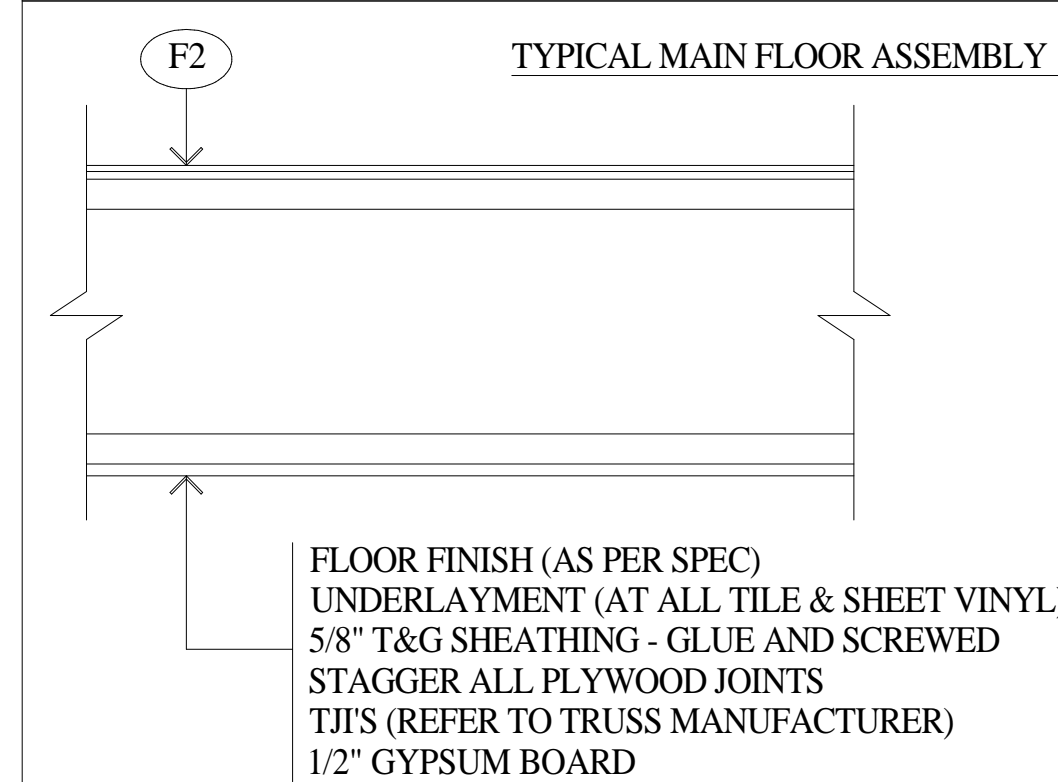 F2
TYPICAL MAIN FLOOR ASSEMBLY
FLOOR FINISH (AS PER SPEC)
UNDERLAYMENT (AT ALL TILE & SHEET VINYL)
5/8" T&G SHEATHING - GLUE AND SCREWED
STAGGER ALL PLYWOOD JOINTS
TJI'S (REFER TO TRUSS MANUFACTURER)
1/2" GYPSUM BOARD